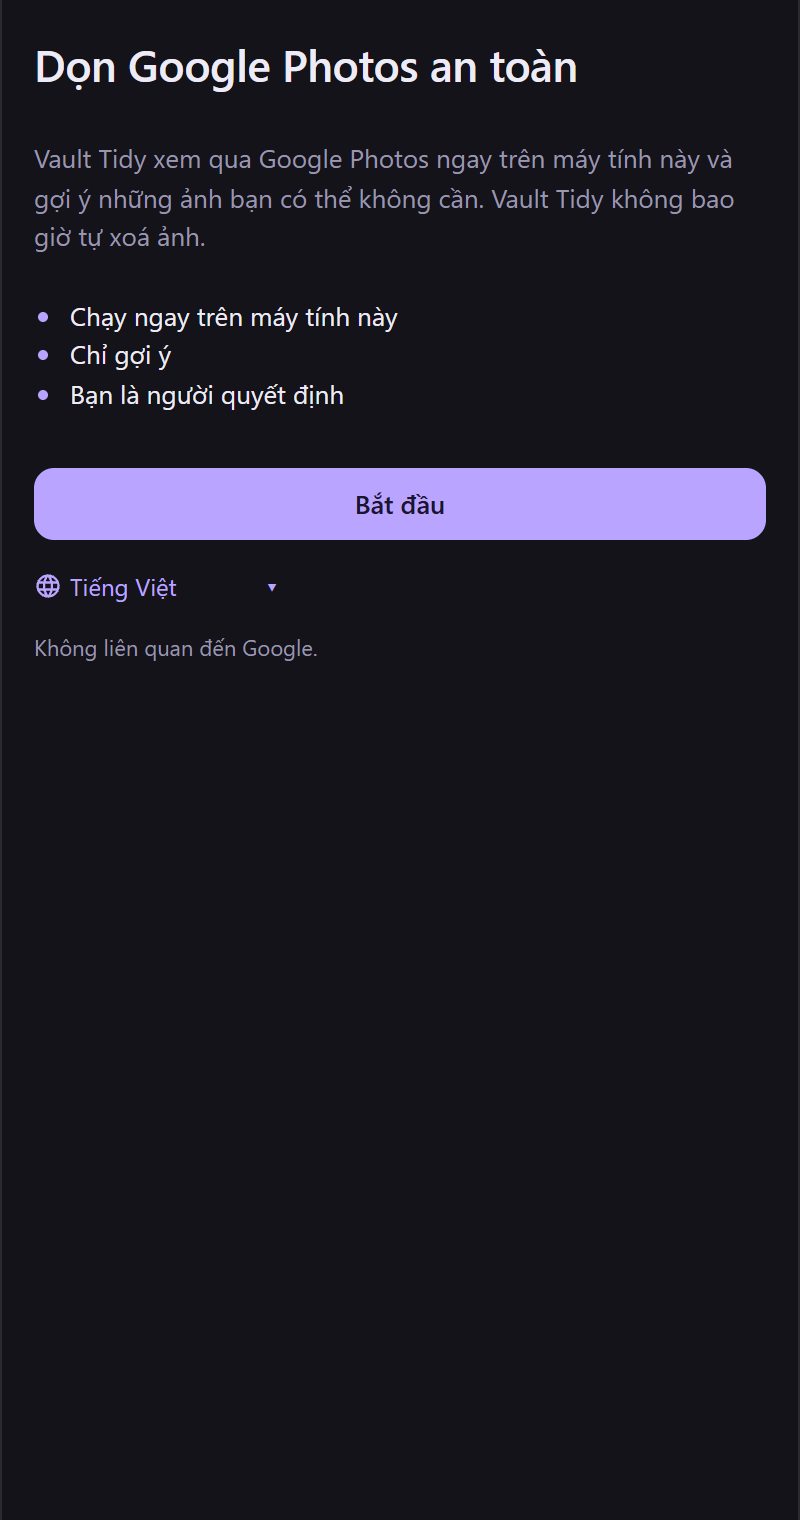 Dọn Google Photos an toàn
Vault Tidy xem qua Google Photos ngay trên máy tính này và
gợi ý những ảnh bạn có thể không cần. Vault Tidy không bao
giờ tự xoá ảnh.
Chạy ngay trên máy tính này
Chỉ gợi ý
Bạn là người quyết định
Bắt đầu
Tiếng Việt
Không liên quan đến Google.